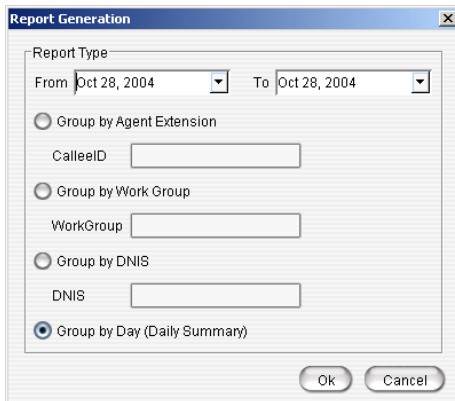 Report Generation
Report Type
From Oct 28, 2004 To Oct 28, 2004
Group by Agent Extension
CalleeID
Group by Work Group
WorkGroup
Group by DNIS
DNIS
Group by Day (Daily Summary)
Ok Cancel